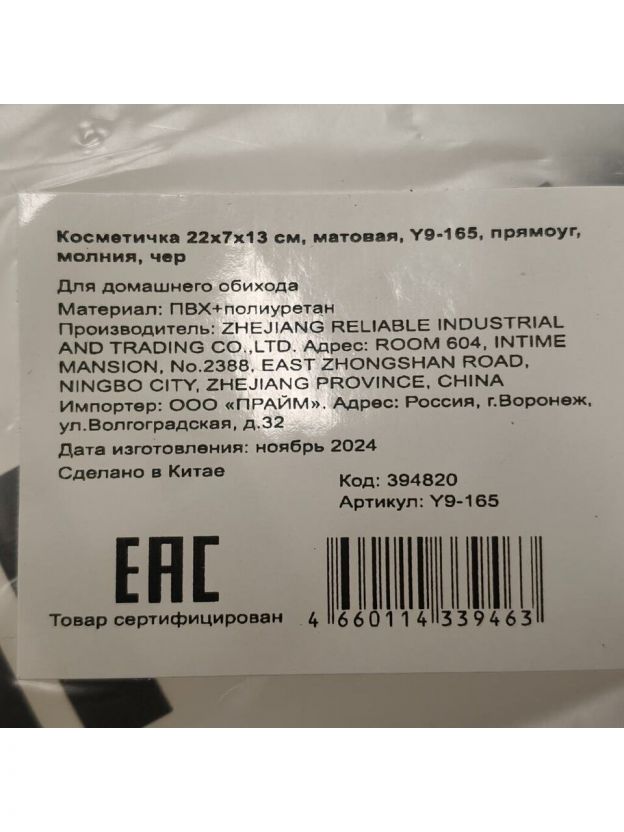 Косметичка 22х7х13 см, матовая, Y9-165, прямоуг,
молния, чер
Для домашнего обихода
Материал: ПВХ+полиуретан
Производитель: ZHEJIANG RELIABLE INDUSTRIAL
AND TRADING CO.,LTD. Адрес: ROOM 604, INTIME
MANSION, No.2388, EAST ZHONGSHAN ROAD,
NINGBO CITY, ZHEJIANG PROVINCE, CHINA
Импортер: ООО «ПРАЙМ». Адрес: Россия, г.Воронеж,
ул.Волгоградская, д.32
Дата изготовления: ноябрь 2024
Сделано в Китае
Код: 394820
Артикул: Y9-165
EAC
Товар сертифицирован
4 660114 339463